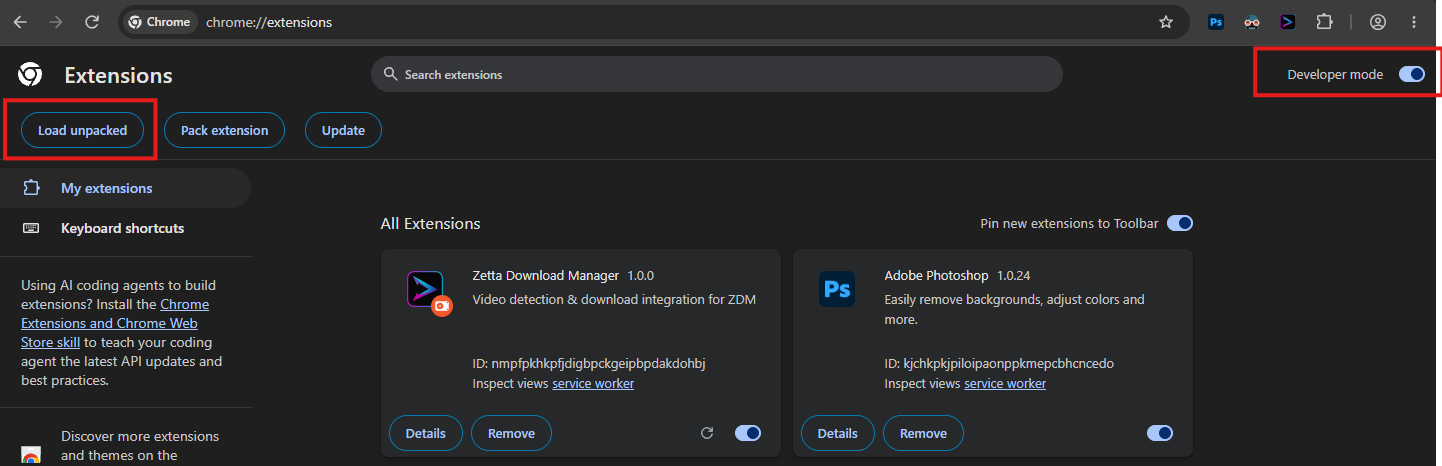 Chrome
chrome://extensions
Ps
Extensions
Search extensions
Developer mode
Load unpacked
Pack extension
Update
My extensions
Keyboard shortcuts
Using AI coding agents to build
extensions? Install the Chrome
Extensions and Chrome Web
Store skill to teach your coding
agent the latest API updates and
best practices.
Discover more extensions
and themes on the
All Extensions
Pin new extensions to Toolbar
Zetta Download Manager 1.0.0
Video detection & download integration for ZDM
ID: nmpfpkhkpfjdigbpckgeipbpdakdohbj
Inspect views service worker
Details
Remove
Ps
Adobe Photoshop 1.0.24
Easily remove backgrounds, adjust colors and
more.
ID: kjchkpkjpiloipaonppkmepcbhcncedo
Inspect views service worker
Details
Remove